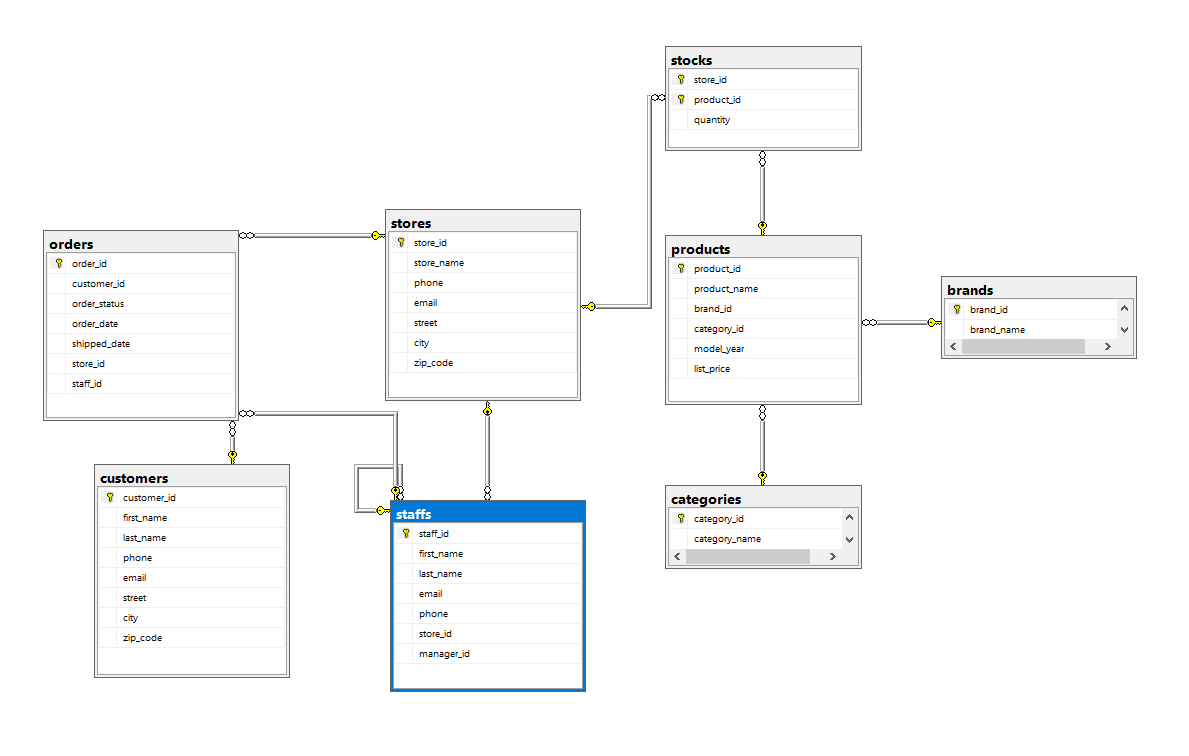 stocks
store_id
product_id
quantity
orders
order_id
customer_id
order_status
order_date
shipped_date
store_id
staff_id
stores
store_id
store_name
phone
email
street
city
zip_code
products
product_id
product_name
brand_id
category_id
model_year
list_price
brands
brand_id
brand_name
customers
customer_id
first_name
last_name
phone
email
street
city
zip_code
staffs
staff_id
first_name
last_name
email
phone
store_id
manager_id
categories
category_id
category_name